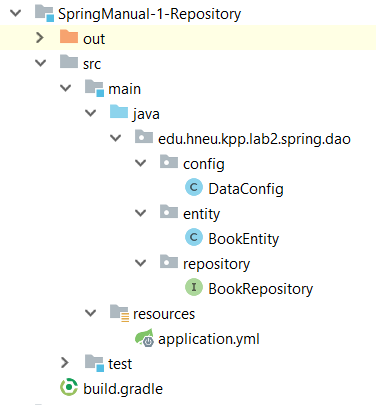 SpringManual-1-Repository
out
src
main
java
edu.hneu.kpp.lab2.spring.dao
config
C DataConfig
entity
C BookEntity
repository
I BookRepository
resources
application.yml
test
build.gradle